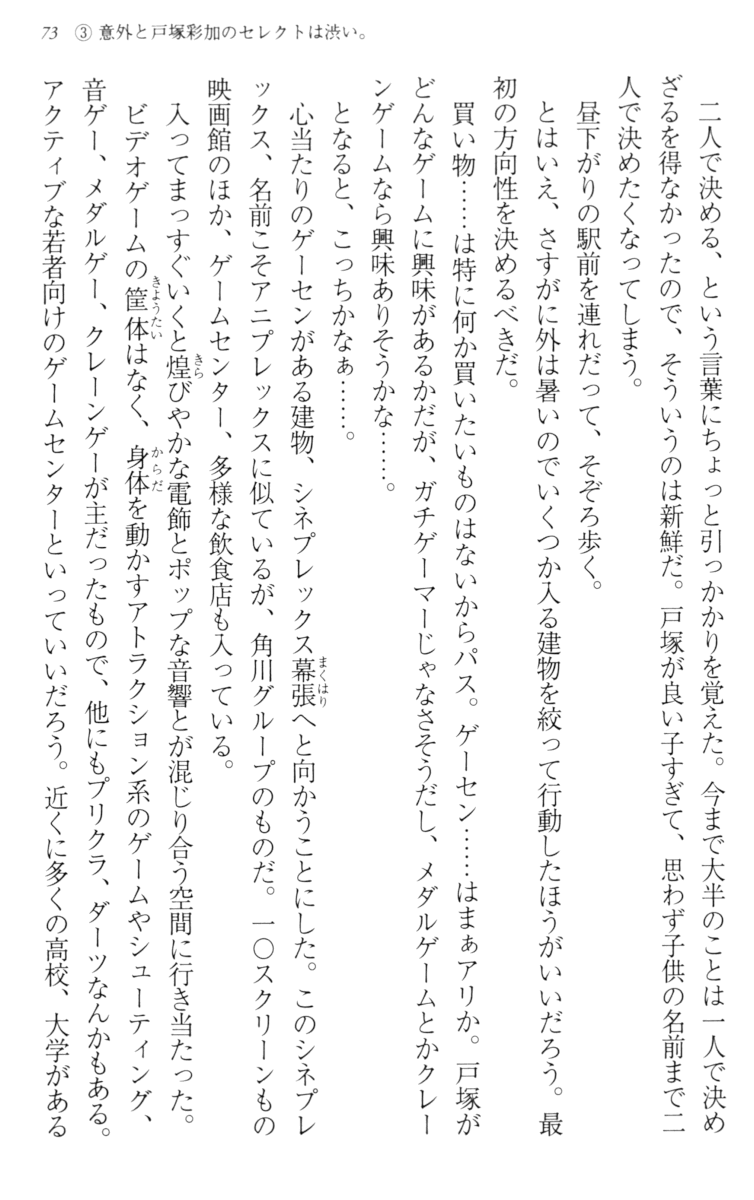 73 ③ 意外と戸塚彩加のセレクトは渋い。
二人で決める、という言葉にちょっと引っかかりを覚えた。今まで大半のことは一人で決め
ざるを得なかったので、そういうのは新鮮だ。戸塚が良い子すぎて、思わず子供の名前まで二
人で決めたくなってしまう。
昼下がりの駅前を連れだって、そぞろ歩く。
とはいえ、さすがに外は暑いのでいくつか入る建物を絞って行動したほうがいいだろう。最
初の方向性を決めるべきだ。
買い物……は特に何か買いたいものはないからパス。ゲーセン……はまぁアリか。戸塚が
どんなゲームに興味があるかだが、ガチゲーマーじゃなさそうだし、メダルゲームとかクレー
ンゲームなら興味ありそうかな……。
となると、こっちかなぁ……。
心当たりのゲーセンがある建物、シネプレックス幕張へと向かうことにした。このシネプレ
ックス、名前こそアニプレックスに似ているが、角川グループのものだ。一〇スクリーンもの
映画館のほか、ゲームセンター、多様な飲食店も入っている。
入ってまっすぐいくと煌びやかな電飾とポップな音響とが混じり合う空間に行き当たった。
ビデオゲームの筐体はなく、身体を動かすアトラクション系のゲームやシューティング、
音ゲー、メダルゲー、クレーンゲーが主だったもので、他にもプリクラ、ダーツなんかもある。
アクティブな若者向けのゲームセンターといっていいだろう。近くに多くの高校、大学がある
まくはり
きら
きょうたい
からだ